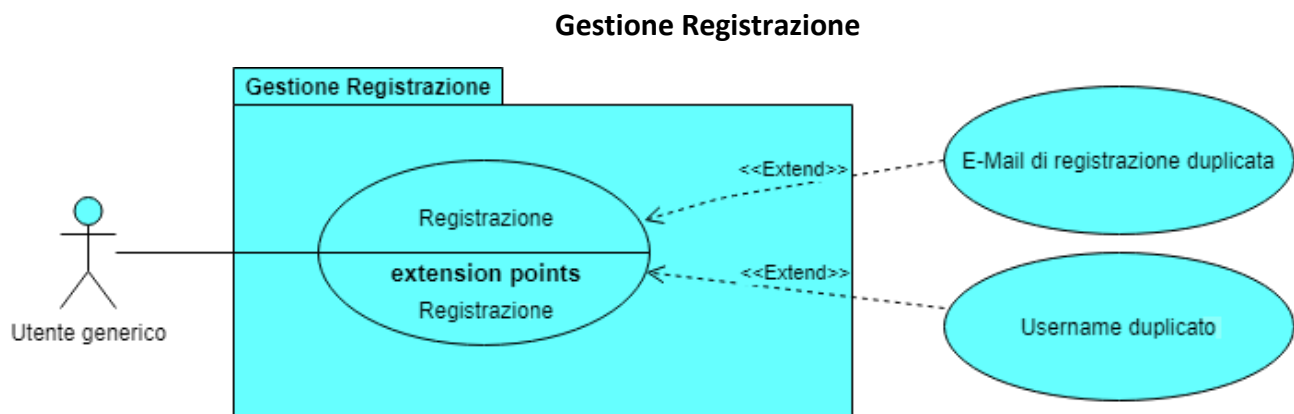 Gestione Registrazione
Gestione Registrazione
<<Extend>>
E-Mail di registrazione duplicata
Registrazione
extension points
Registrazione
<<Extend>>
Username duplicato
Utente generico